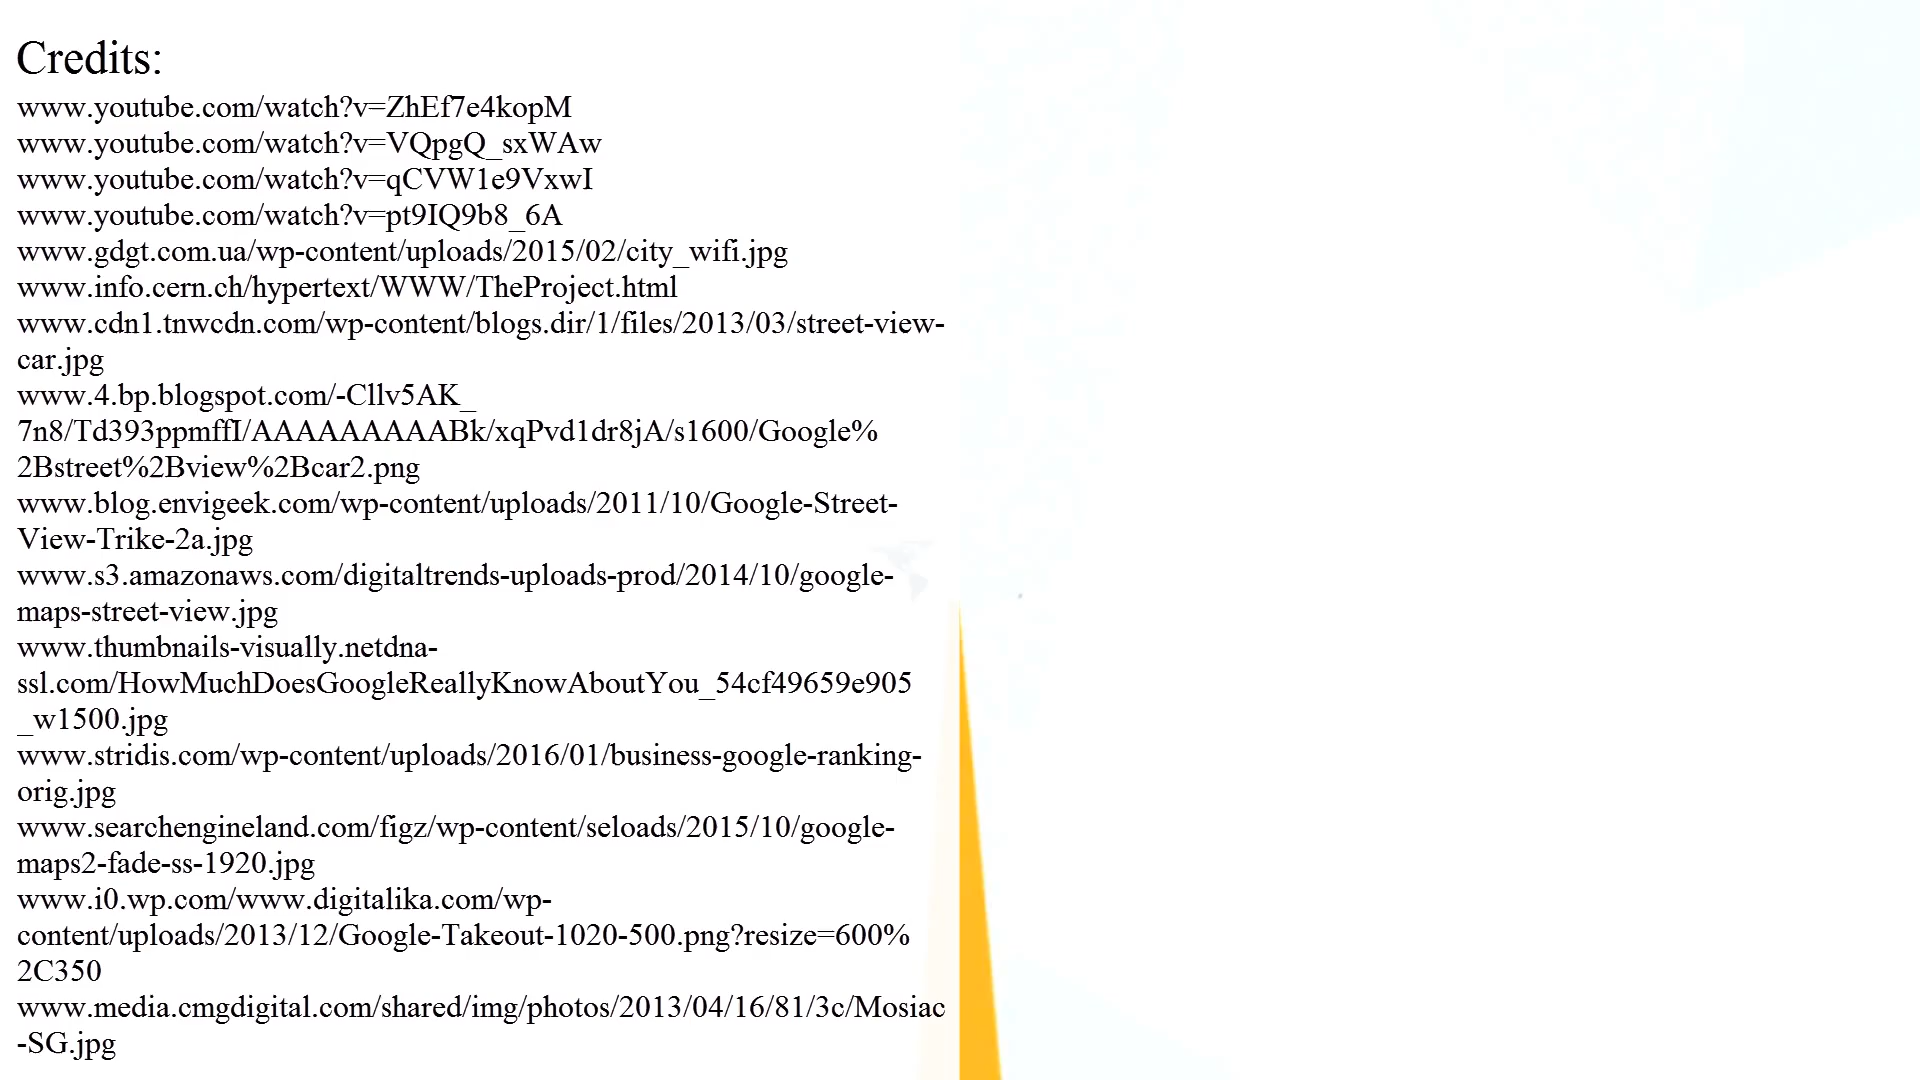 Credits:
www.youtube.com/watch?v=ZhEf7e4kopM
www.youtube.com/watch?v=VQpgQ_sxWAw
www.youtube.com/watch?v=qCVW1e9VxwI
www.youtube.com/watch?v=pt9IQ9b8_6A
www.gdgt.com.ua/wp-content/uploads/2015/02/city_wifi.jpg
www.info.cern.ch/hypertext/WWW/TheProject.html
www.cdn1.tnwcdn.com/wp-content/blogs.dir/1/files/2013/03/street-view-
car.jpg
www.4.bp.blogspot.com/-Cllv5AK_
7n8/Td393ppmffI/AAAAAAAAABk/xqPvd1dr8jA/s1600/Google%
2Bstreet%2Bview%2Bcar2.png
www.blog.envigeek.com/wp-content/uploads/2011/10/Google-Street-
View-Trike-2a.jpg
www.s3.amazonaws.com/digitaltrends-uploads-prod/2014/10/google-
maps-street-view.jpg
www.thumbnails-visually.netdna-
ssl.com/HowMuchDoesGoogleReallyKnowAboutYou_54cf49659e905
_w1500.jpg
www.stridis.com/wp-content/uploads/2016/01/business-google-ranking-
orig.jpg
www.searchengineland.com/figz/wp-content/seloads/2015/10/google-
maps2-fade-ss-1920.jpg
www.i0.wp.com/www.digitalika.com/wp-
content/uploads/2013/12/Google-Takeout-1020-500.png?resize=600%
2C350
www.media.cmgdigital.com/shared/img/photos/2013/04/16/81/3c/Mosiac
-SG.jpg